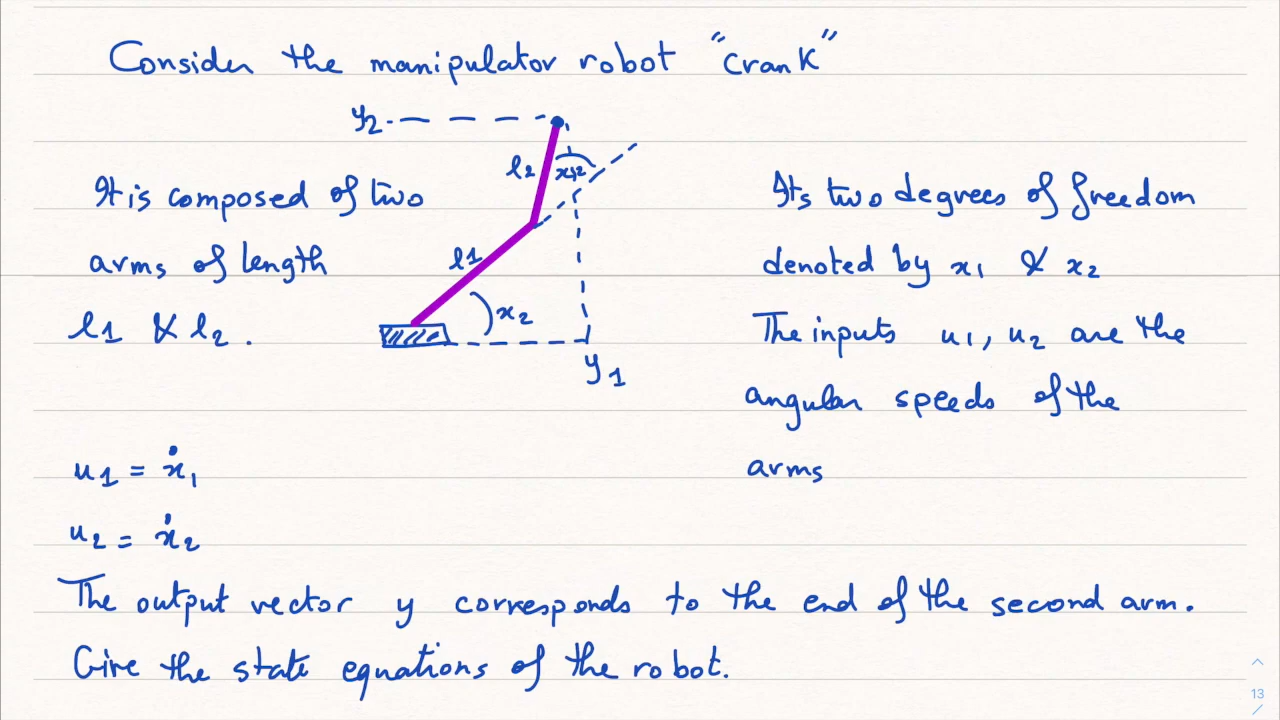 Consider the manipulator robot "crank"
y2
l2
x2
It is composed of two
arms of length
l1 & l2.
l1
x2
y1
Its two degrees of freedom
denoted by x1 & x2
The inputs u1, u2 are the
angular speeds of the
arms
u1 = ẋ1
u2 = ẋ2
The output vector y corresponds to the end of the second arm.
Give the state equations of the robot.
13